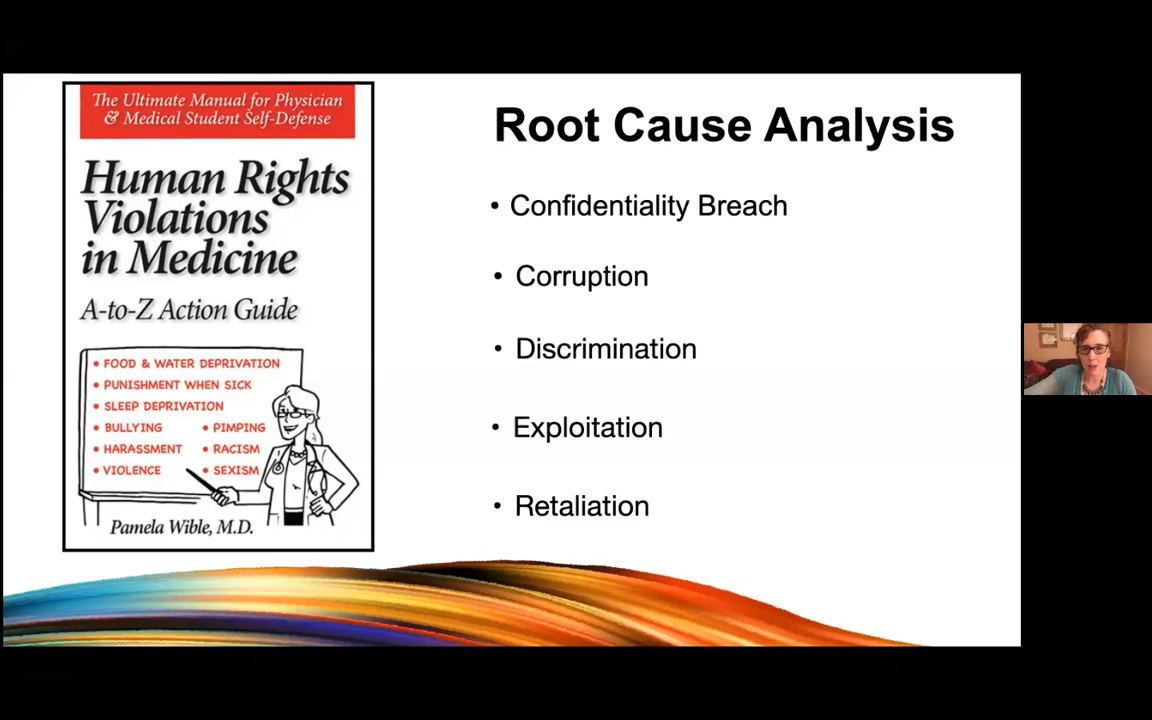 The Ultimate Manual for Physician
& Medical Student Self-Defense
Human Rights
Violations
in Medicine
A-to-Z Action Guide
• FOOD & WATER DEPRIVATION
• PUNISHMENT WHEN SICK
• SLEEP DEPRIVATION
• BULLYING • PIMPING
• HARASSMENT • RACISM
• VIOLENCE • SEXISM
Pamela Wible, M.D.
Root Cause Analysis
• Confidentiality Breach
• Corruption
• Discrimination
• Exploitation
• Retaliation